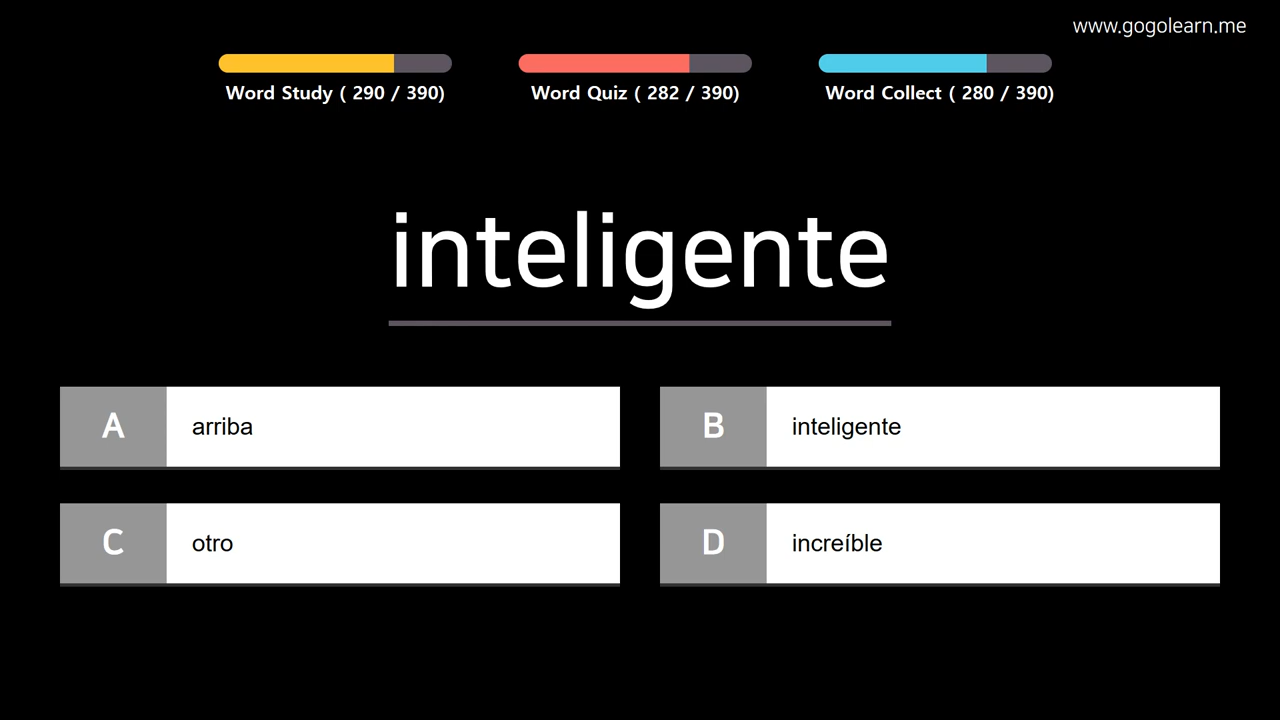 www.gogolearn.me
Word Study ( 290 / 390)
Word Quiz ( 282 / 390)
Word Collect ( 280 / 390)
inteligente
A arriba
B inteligente
C otro
D increíble